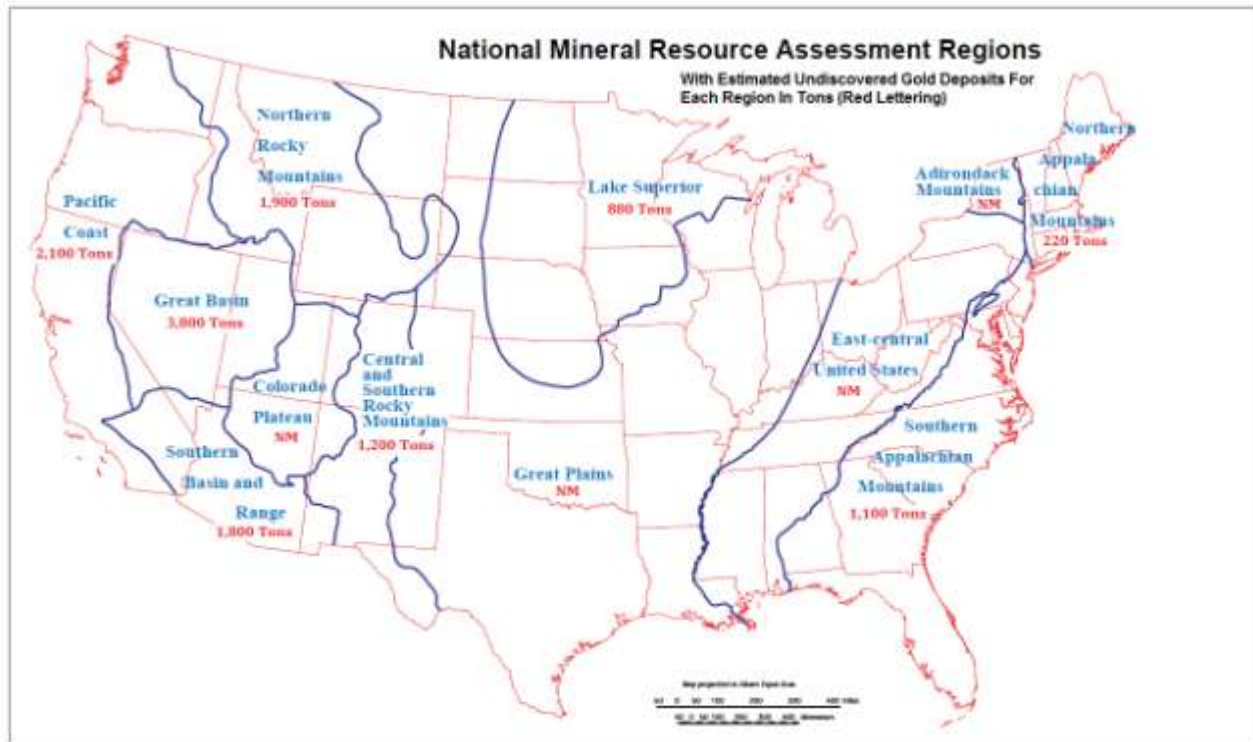 National Mineral Resource Assessment Regions
With Estimated Undiscovered Gold Deposits For
Each Region In Tons (Red Lettering)
Northern
Rocky
Mountains
1,900 Tons
Pacific
Coast
2,100 Tons
Great Basin
3,800 Tons
Colorado
Plateau
NM
Southern
Basin and
Range
1,800 Tons
Central
and
Southern
Rocky
Mountains
1,200 Tons
Lake Superior
880 Tons
Great Plains
NM
East-central
United States
NM
Adirondack
Mountains
NM
Northern
Appala
chian
Mountains
220 Tons
Southern
Appalachian
Mountains
1,100 Tons